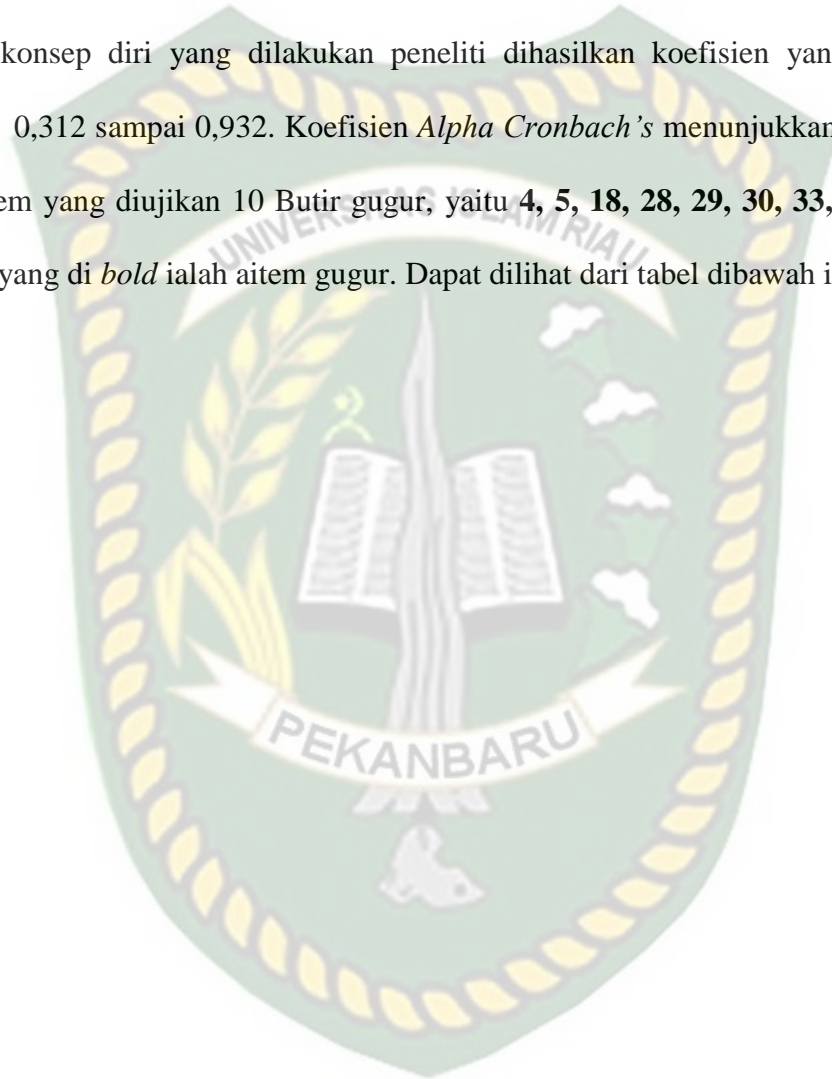 konsep diri yang dilakukan peneliti dihasilkan koefisien yan
0,312 sampai 0,932. Koefisien Alpha Cronbach's menunjukkan
em yang diujikan 10 Butir gugur, yaitu 4, 5, 18, 28, 29, 30, 33,
yang di bold ialah aitem gugur. Dapat dilihat dari tabel dibawah i
UNIVERSITAS ISLAM RIAU
PEKANBARU